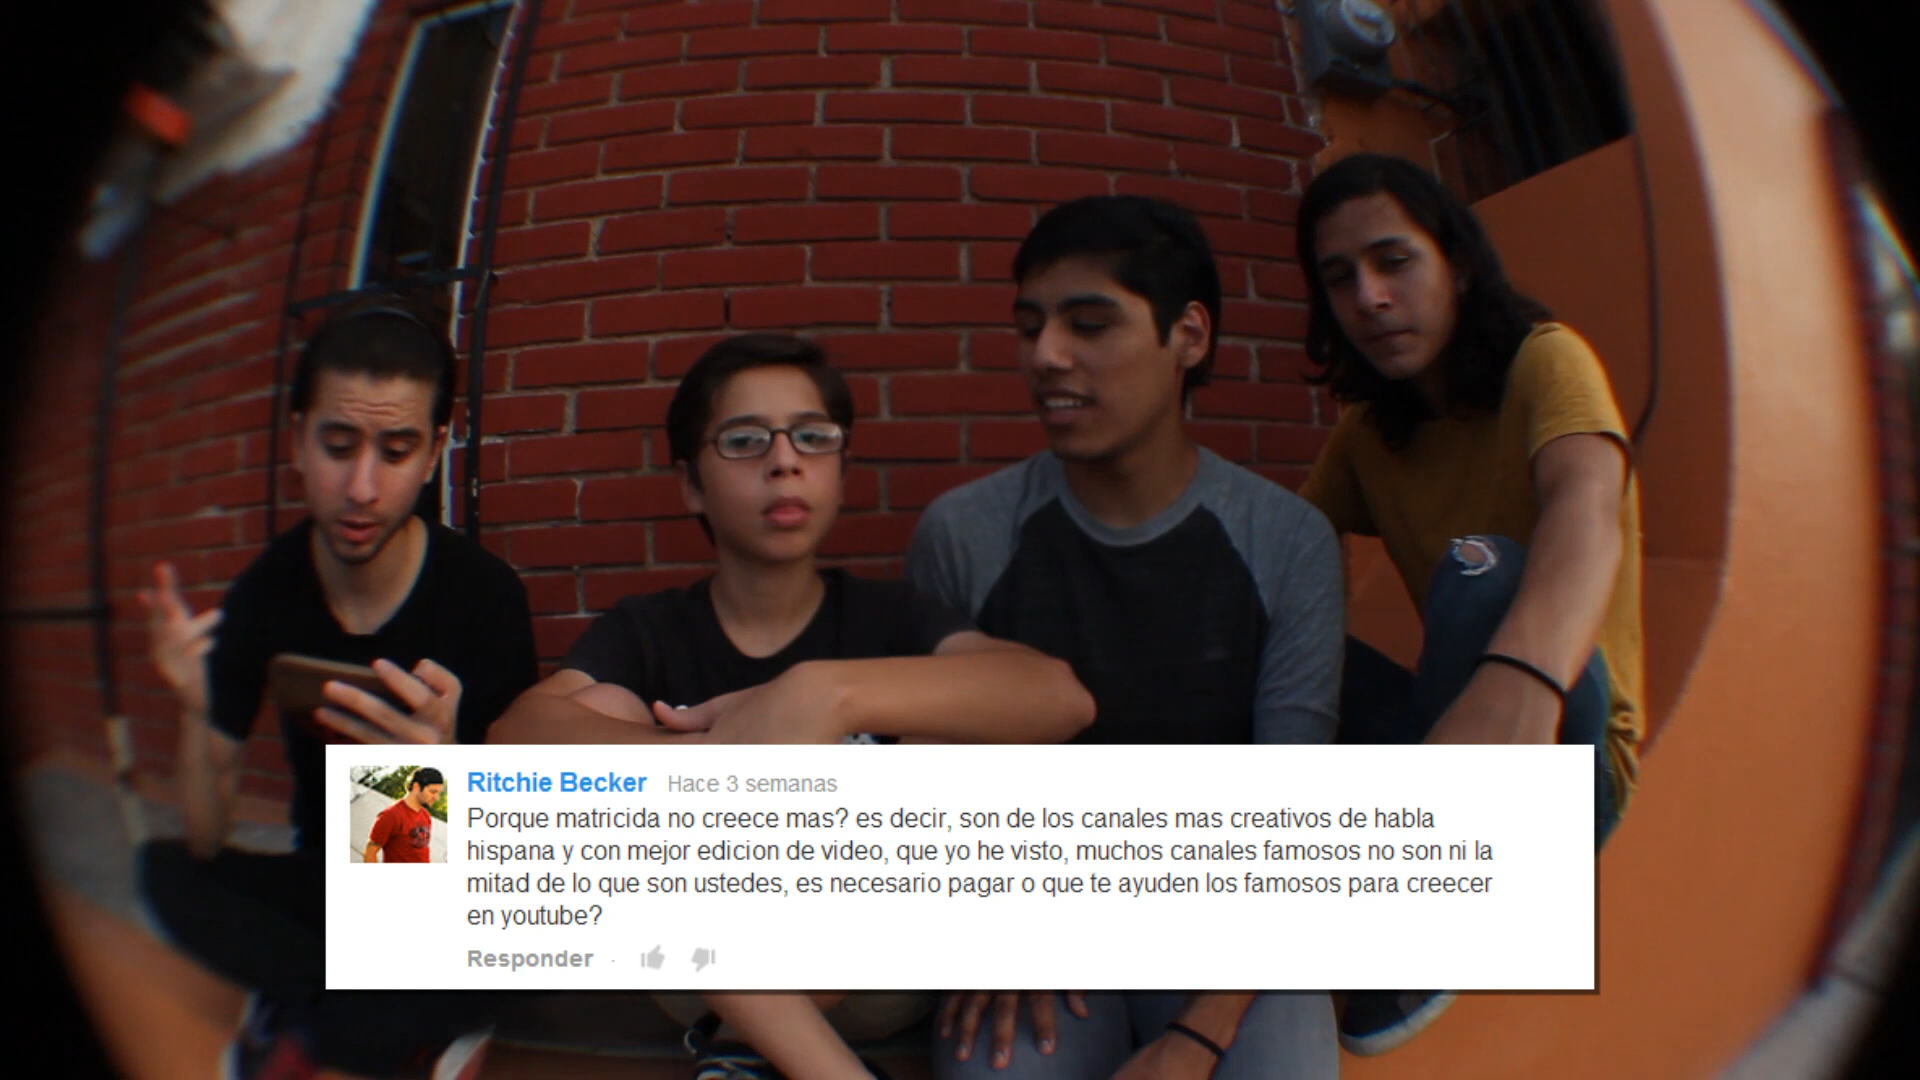 Ritchie Becker Hace 3 semanas
Porque matricida no creece mas? es decir, son de los canales mas creativos de habla
hispana y con mejor edicion de video, que yo he visto, muchos canales famosos no son ni la
mitad de lo que son ustedes, es necesario pagar o que te ayuden los famosos para creecer
en youtube?
Responder ·